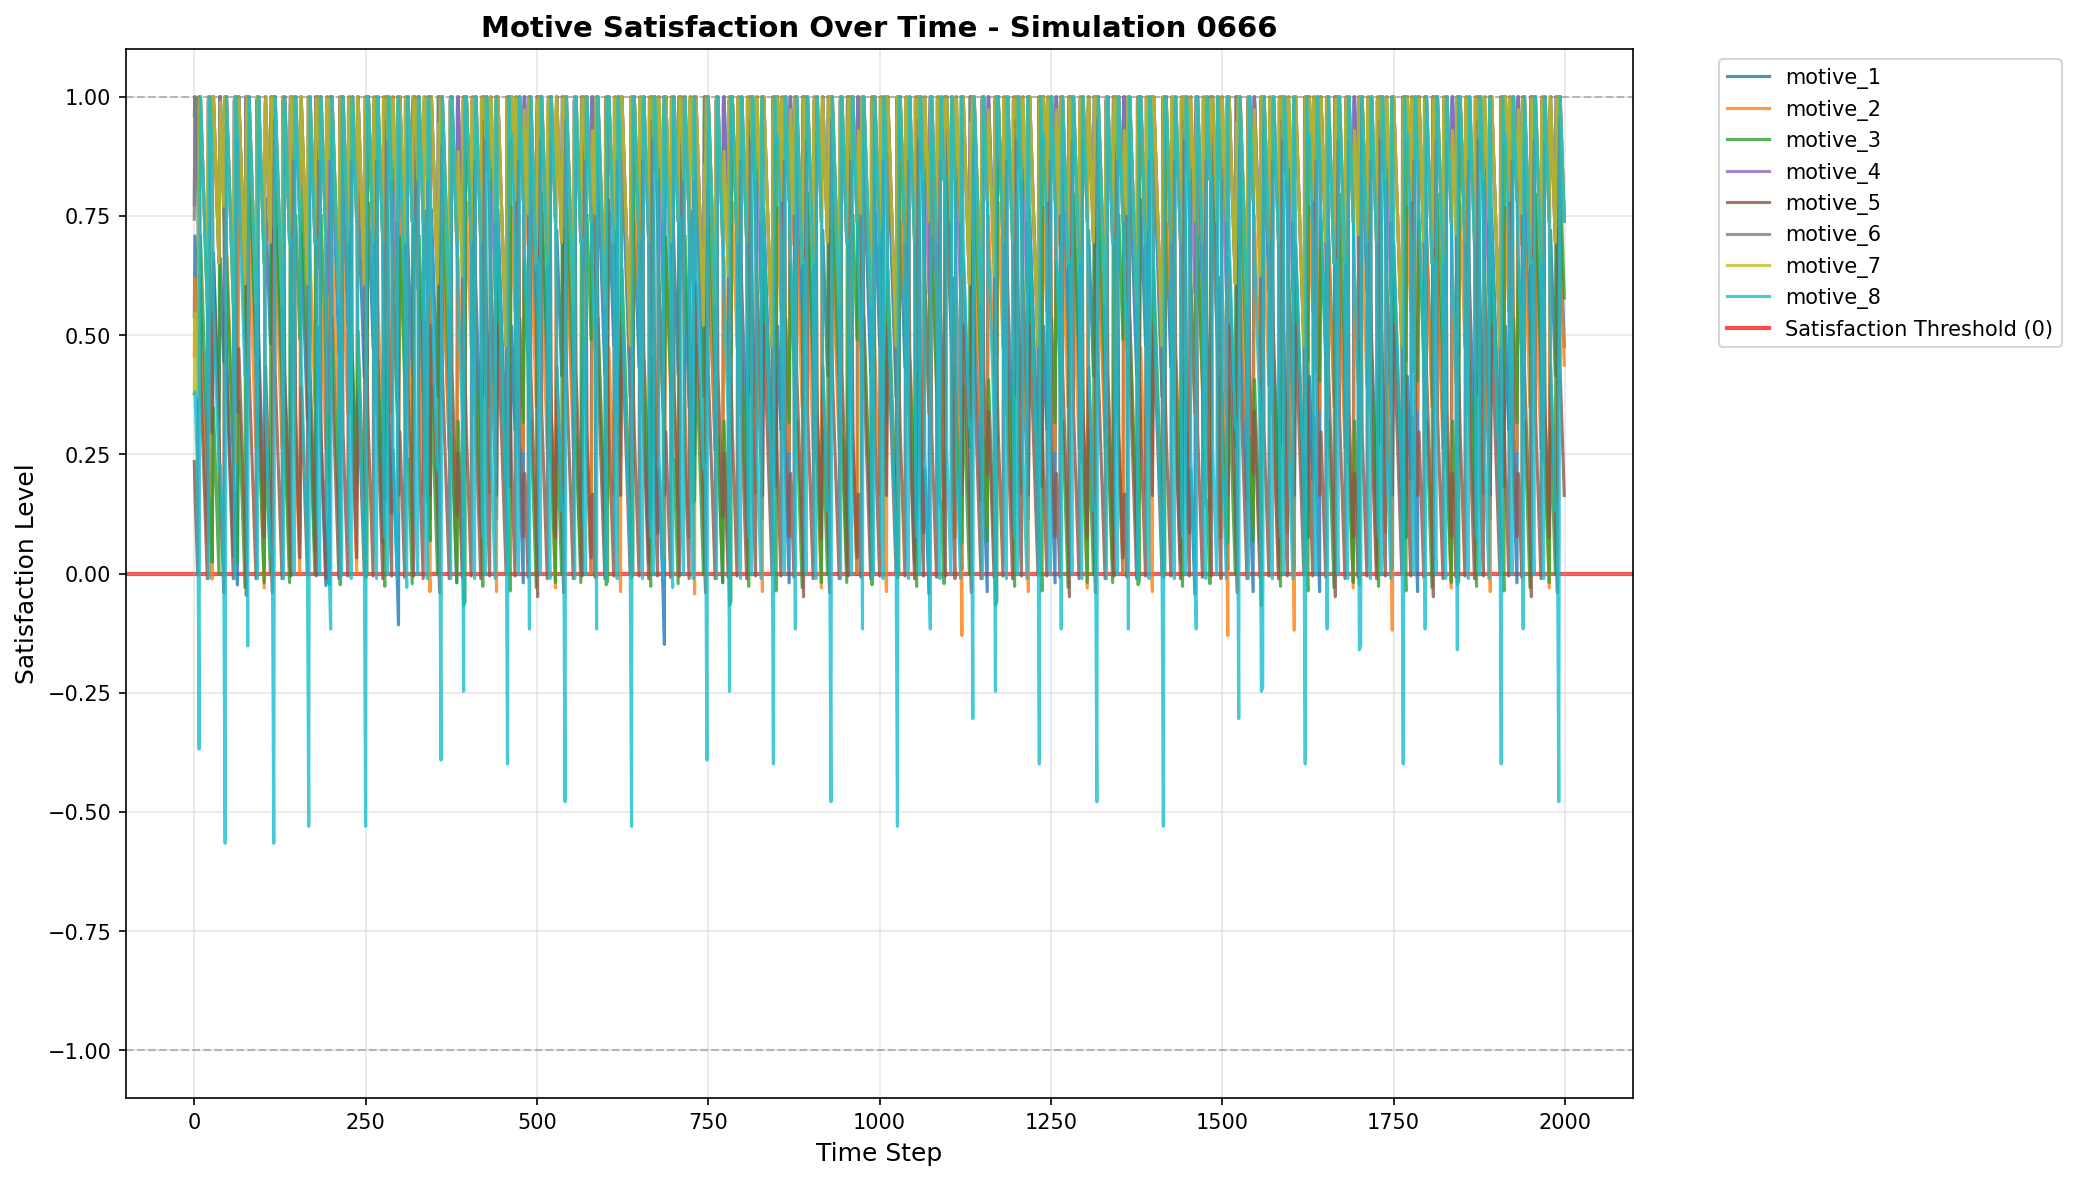 Motive Satisfaction Over Time - Simulation 0666
1.00
0.75
0.50
0.25
0.00
−0.25
−0.50
−0.75
−1.00
Satisfaction Level
0 250 500 750 1000 1250 1500 1750 2000
Time Step
motive_1
motive_2
motive_3
motive_4
motive_5
motive_6
motive_7
motive_8
Satisfaction Threshold (0)